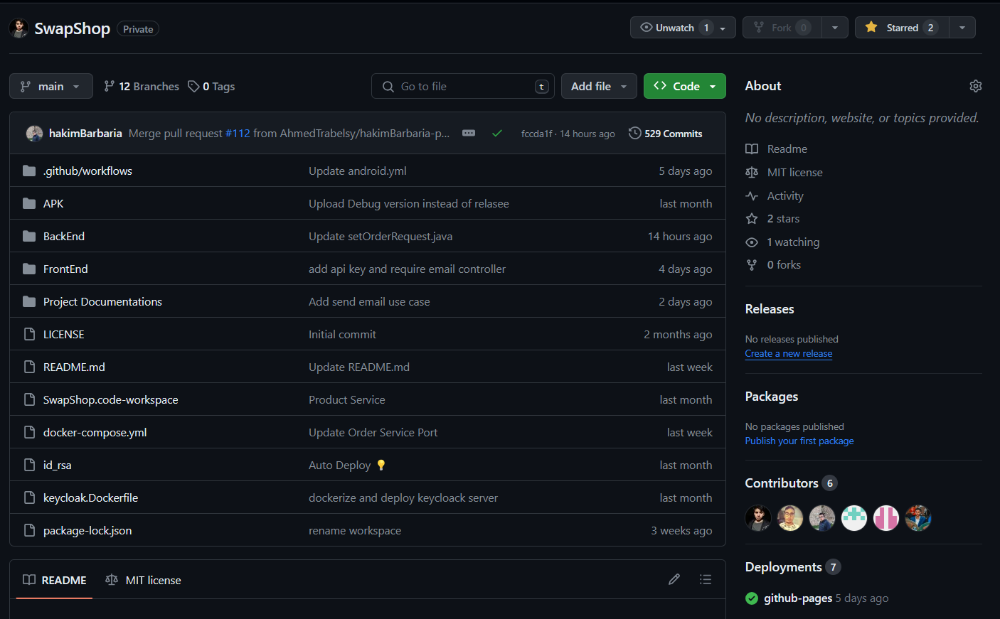 SwapShop Private Unwatch 1 Fork 0 Starred 2
main 12 Branches 0 Tags Go to file t Add file Code
hakimBarbaria Merge pull request #112 from AhmedTrabelsy/hakimBarbaria-p... fccda1f · 14 hours ago 529 Commits
.github/workflows Update android.yml 5 days ago
APK Upload Debug version instead of relasee last month
BackEnd Update setOrderRequest.java 14 hours ago
FrontEnd add api key and require email controller 4 days ago
Project Documentations Add send email use case 2 days ago
LICENSE Initial commit 2 months ago
README.md Update README.md last week
SwapShop.code-workspace Product Service last month
docker-compose.yml Update Order Service Port last week
id_rsa Auto Deploy 💡 last month
keycloak.Dockerfile dockerize and deploy keycloack server last month
package-lock.json rename workspace 3 weeks ago
README MIT license
About
No description, website, or topics provided.
Readme
MIT license
Activity
2 stars
1 watching
0 forks
Releases
No releases published
Create a new release
Packages
No packages published
Publish your first package
Contributors 6
Deployments 7
github-pages 5 days ago